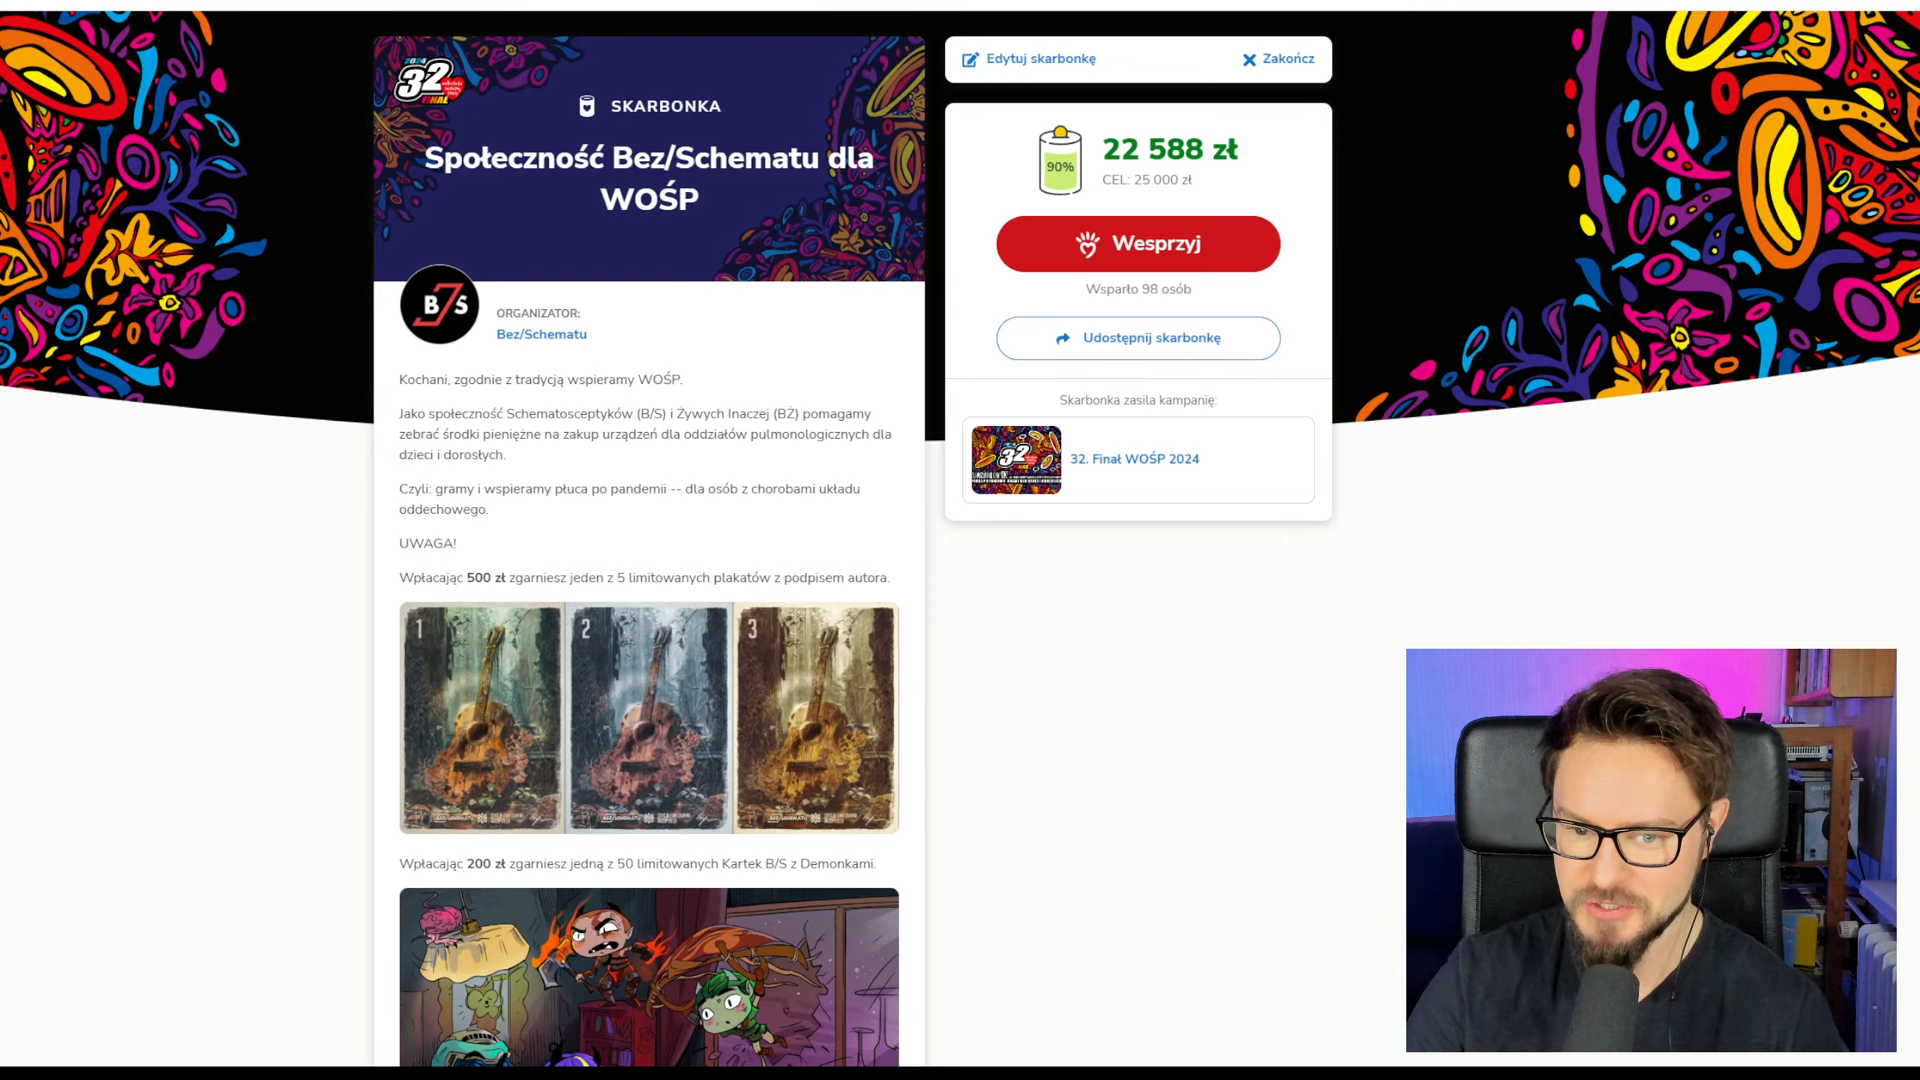 2024
32
FINAŁ
SKARBONKA
Społeczność Bez/Schematu dla
WOŚP
B/S
ORGANIZATOR:
Bez/Schematu
Kochani, zgodnie z tradycją wspieramy WOŚP.
Jako społeczność Schematosceptyków (B/S) i Żywych Inaczej (BŻ) pomagamy
zebrać środki pieniężne na zakup urządzeń dla oddziałów pulmonologicznych dla
dzieci i dorosłych.
Czyli: gramy i wspieramy płuca po pandemii -- dla osób z chorobami układu
oddechowego.
UWAGA!
Wpłacając 500 zł zgarniesz jeden z 5 limitowanych plakatów z podpisem autora.
1
2
3
Wpłacając 200 zł zgarniesz jedną z 50 limitowanych Kartek B/S z Demonkami.
Edytuj skarbonkę
Zakończ
90%
22 588 zł
CEL: 25 000 zł
Wesprzyj
Wsparło 98 osób
Udostępnij skarbonkę
Skarbonka zasila kampanię:
32
32. Finał WOŚP 2024